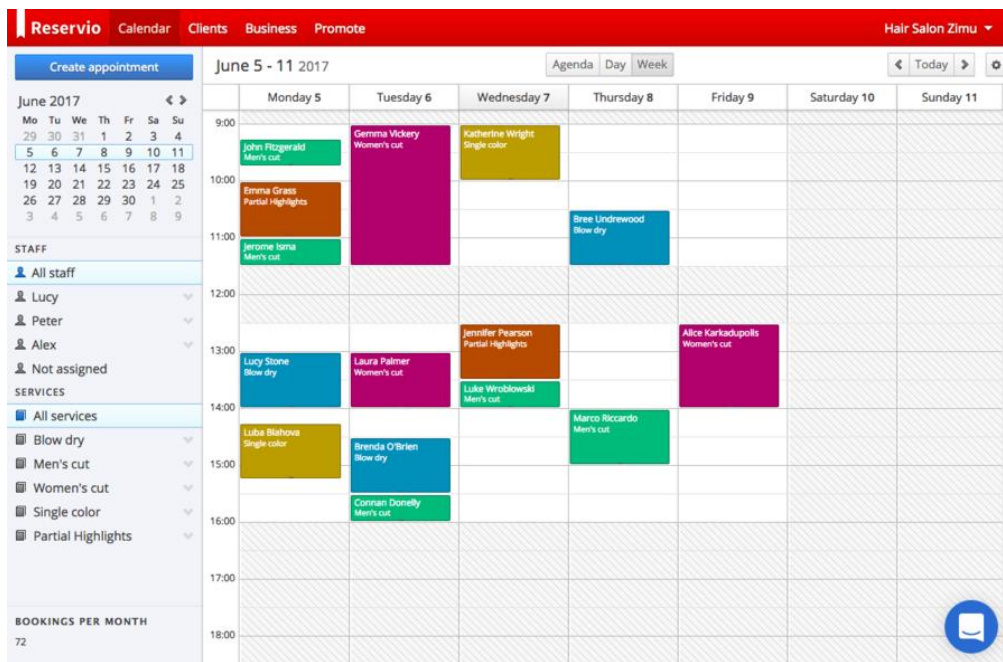 Reservio Calendar Clients Business Promote Hair Salon Zimu
Create appointment
June 2017
Mo Tu We Th Fr Sa Su
29 30 31 1 2 3 4
5 6 7 8 9 10 11
12 13 14 15 16 17 18
19 20 21 22 23 24 25
26 27 28 29 30 1 2
3 4 5 6 7 8 9
STAFF
All staff
Lucy
Peter
Alex
Not assigned
SERVICES
All services
Blow dry
Men's cut
Women's cut
Single color
Partial Highlights
BOOKINGS PER MONTH
72
June 5 - 11 2017 Agenda Day Week Today
Monday 5 Tuesday 6 Wednesday 7 Thursday 8 Friday 9 Saturday 10 Sunday 11
9:00
10:00
11:00
12:00
13:00
14:00
15:00
16:00
17:00
18:00
John Fitzgerald
Men's cut
Emma Grass
Partial Highlights
Jerome Isma
Men's cut
Lucy Stone
Blow dry
Luba Blahova
Single color
Gemma Vickery
Women's cut
Laura Palmer
Women's cut
Brenda O'Brien
Blow dry
Connan Donelly
Men's cut
Katherine Wright
Single color
Jennifer Pearson
Partial Highlights
Luke Wroblowski
Men's cut
Bree Undrewood
Blow dry
Marco Riccardo
Men's cut
Alice Karkadupolis
Women's cut